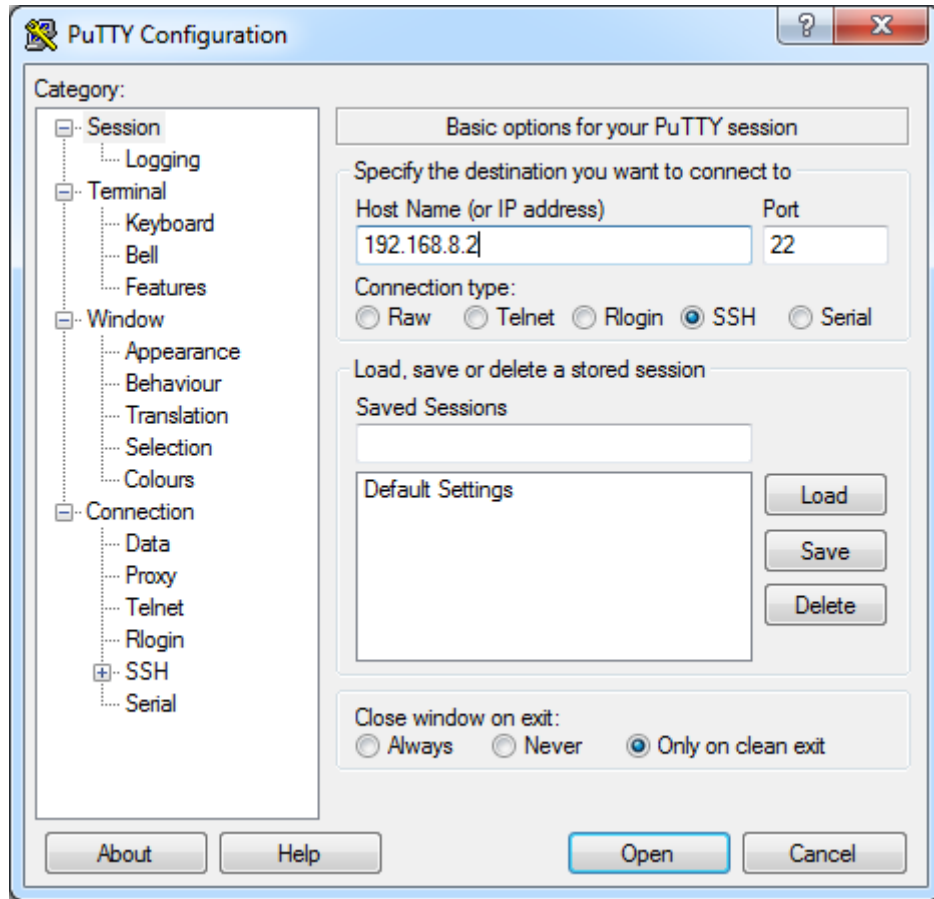 PuTTY Configuration
Category:
Session
Logging
Terminal
Keyboard
Bell
Features
Window
Appearance
Behaviour
Translation
Selection
Colours
Connection
Data
Proxy
Telnet
Rlogin
SSH
Serial
Basic options for your PuTTY session
Specify the destination you want to connect to
Host Name (or IP address) Port
192.168.8.2 22
Connection type:
Raw Telnet Rlogin SSH Serial
Load, save or delete a stored session
Saved Sessions
Default Settings
Load
Save
Delete
Close window on exit:
Always Never Only on clean exit
About Help Open Cancel